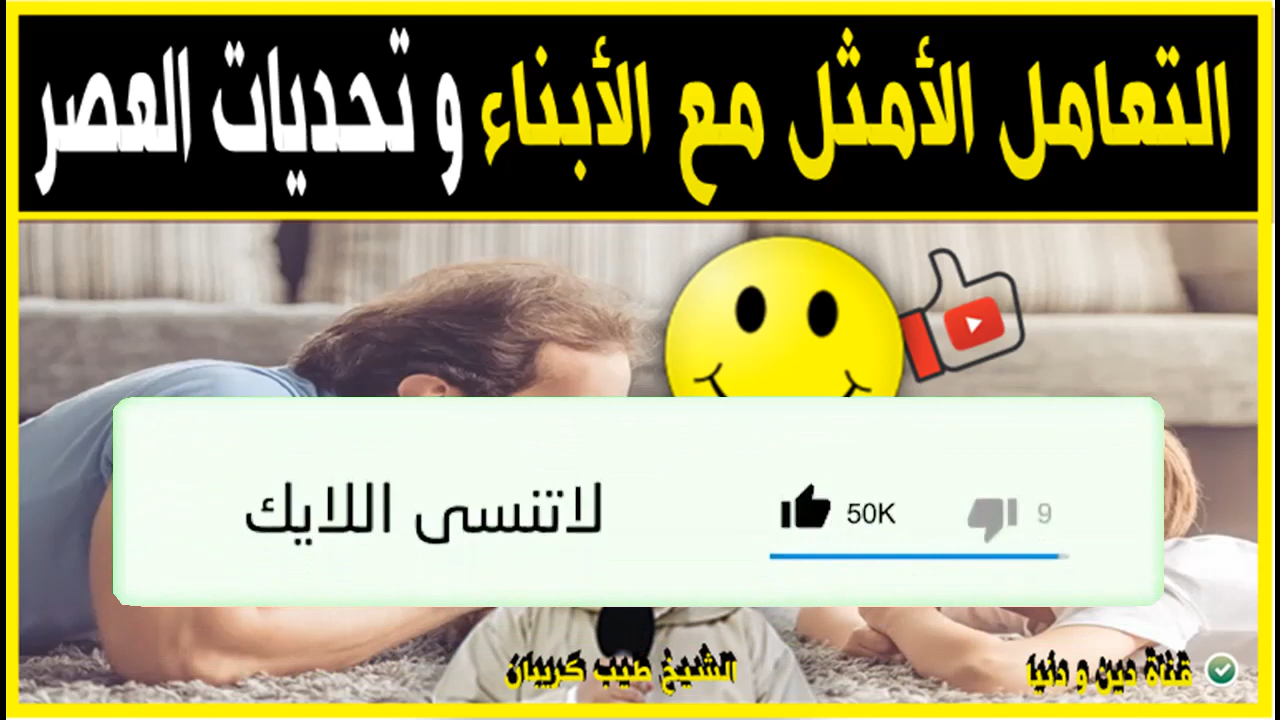 التعامل الأمثل مع الأبناء و تحديات العصر
لاتنسى اللايك
50K
9
الشيخ طيب كريبان
قناة دين و دنيا